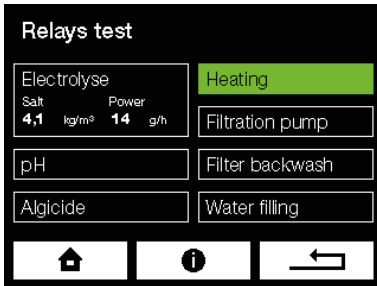 Relays test
Electrolyse
Salt Power
4,1 kg/m³ 14 g/h
pH
Algicide
Heating
Filtration pump
Filter backwash
Water filling